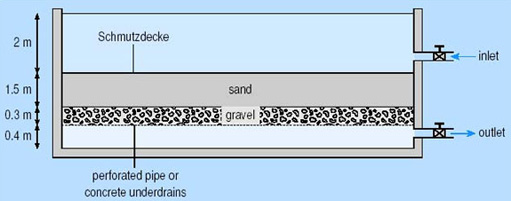 2 m
Schmutzdecke
inlet
1.5 m
sand
0.3 m
gravel
0.4 m
outlet
perforated pipe or
concrete underdrains